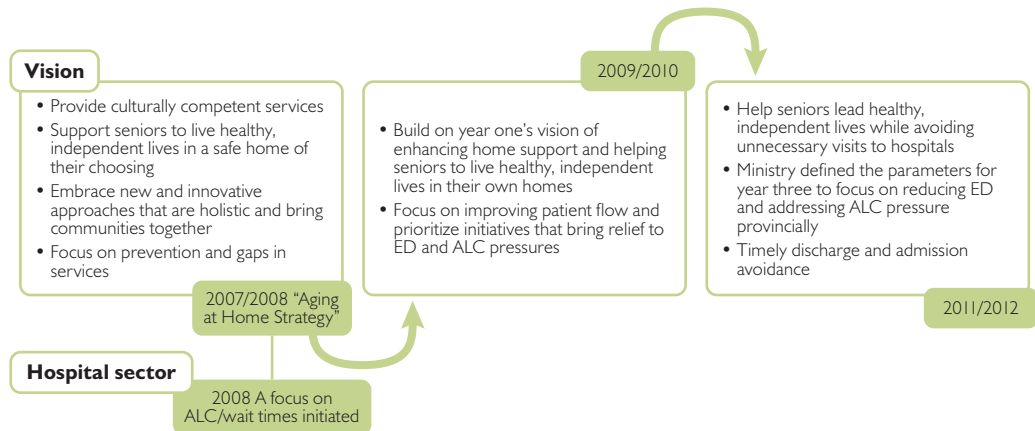 Vision
• Provide culturally competent services
• Support seniors to live healthy,
independent lives in a safe home of
their choosing
• Embrace new and innovative
approaches that are holistic and bring
communities together
• Focus on prevention and gaps in
services
2007/2008 “Aging
at Home Strategy”
Hospital sector
2008 A focus on
ALC/wait times initiated
2009/2010
• Build on year one’s vision of
enhancing home support and helping
seniors to live healthy, independent
lives in their own homes
• Focus on improving patient flow and
prioritize initiatives that bring relief to
ED and ALC pressures
• Help seniors lead healthy,
independent lives while avoiding
unnecessary visits to hospitals
• Ministry defined the parameters for
year three to focus on reducing ED
and addressing ALC pressure
provincially
• Timely discharge and admission
avoidance
2011/2012